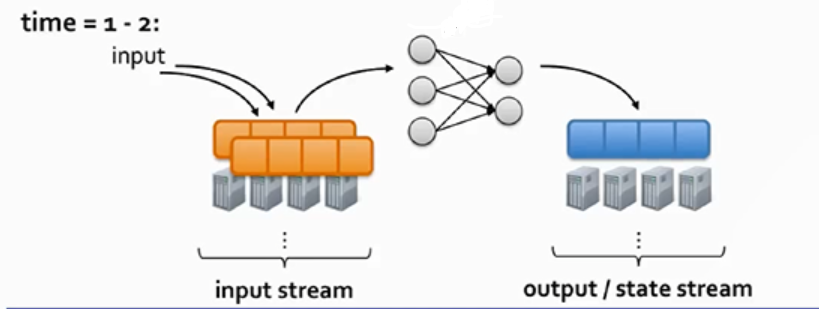 time = 1 - 2:
input
input stream
output / state stream